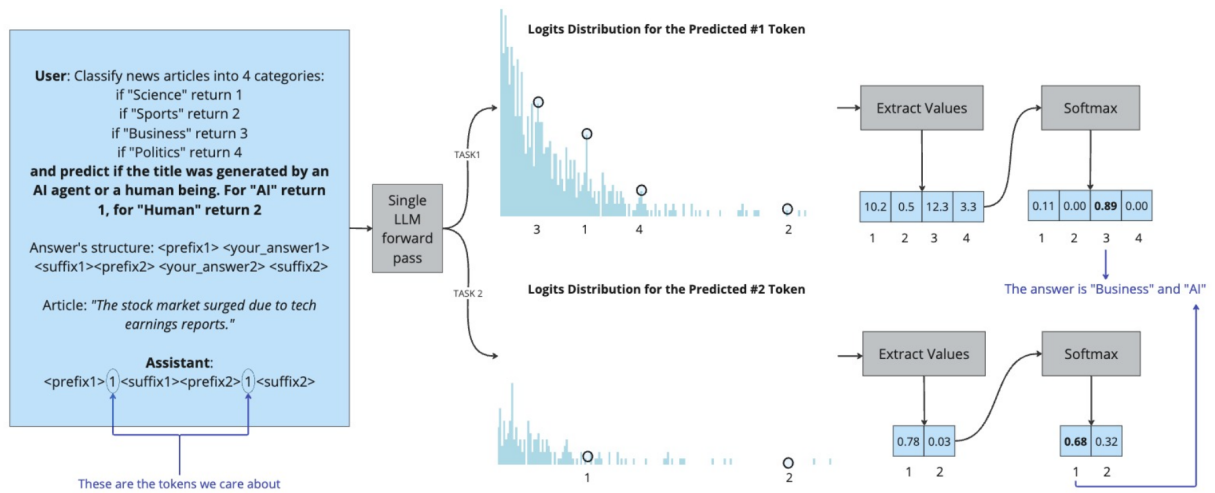 User: Classify news articles into 4 categories:
if "Science" return 1
if "Sports" return 2
if "Business" return 3
if "Politics" return 4
and predict if the title was generated by an
AI agent or a human being. For "AI" return
1, for "Human" return 2
Answer's structure: <prefix1> <your_answer1>
<suffix1><prefix2> <your_answer2> <suffix2>
Article: "The stock market surged due to tech
earnings reports."
Assistant:
<prefix1> 1 <suffix1><prefix2> 1 <suffix2>
These are the tokens we care about
Single
LLM
forward
pass
TASK1
TASK 2
Logits Distribution for the Predicted #1 Token
3 1 4 2
Extract Values
Softmax
10.2 0.5 12.3 3.3
1 2 3 4
0.11 0.00 0.89 0.00
1 2 3 4
The answer is "Business" and "AI"
Logits Distribution for the Predicted #2 Token
1 2
Extract Values
Softmax
0.78 0.03
1 2
0.68 0.32
1 2